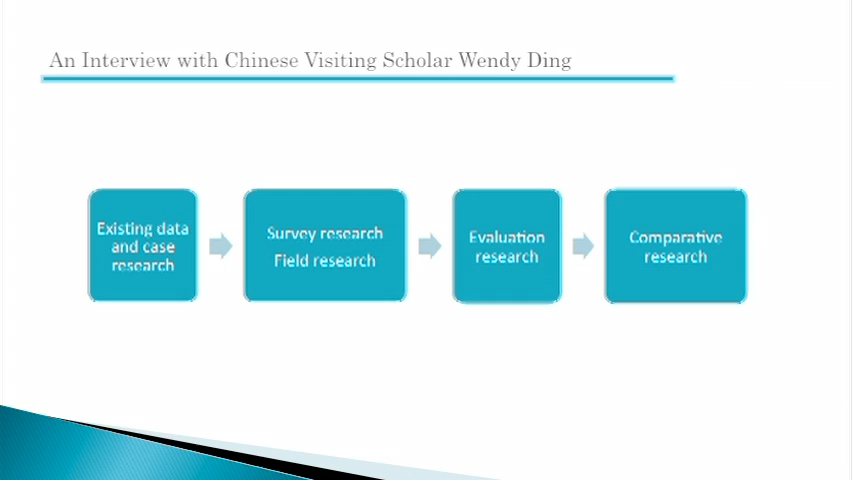 An Interview with Chinese Visiting Scholar Wendy Ding
Existing data
and case
research
Survey research
Field research
Evaluation
research
Comparative
research